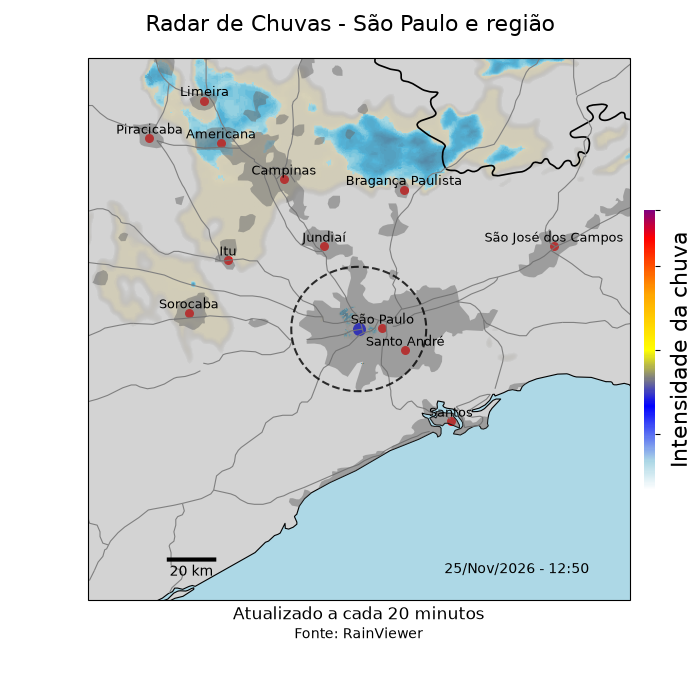 Radar de Chuvas - São Paulo e região
Limeira
Piracicaba
Americana
Campinas
Bragança Paulista
Itu
Jundiaí
São José dos Campos
Sorocaba
São Paulo
Santo André
Santos
20 km
25/Nov/2026 - 12:50
Intensidade da chuva
Atualizado a cada 20 minutos
Fonte: RainViewer